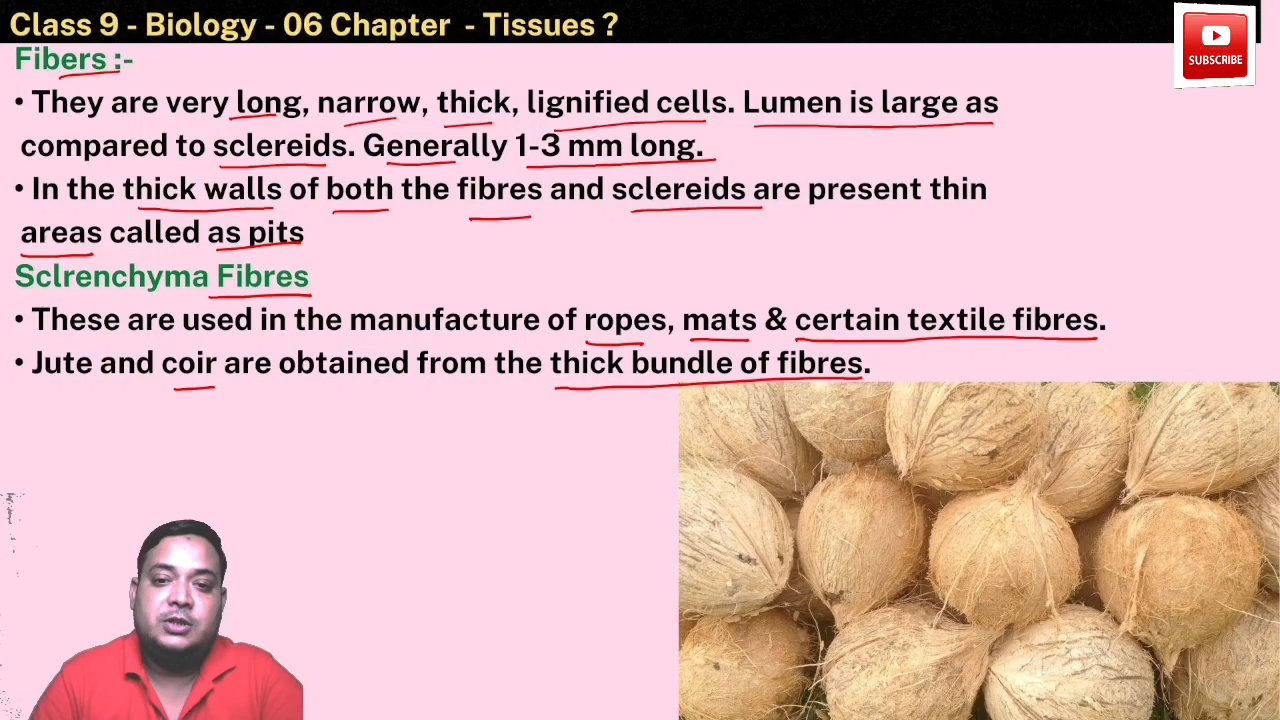 Class 9 - Biology - 06 Chapter - Tissues ?
SUBSCRIBE
Fibers :-
• They are very long, narrow, thick, lignified cells. Lumen is large as
compared to sclereids. Generally 1-3 mm long.
• In the thick walls of both the fibres and sclereids are present thin
areas called as pits
Sclrenchyma Fibres
• These are used in the manufacture of ropes, mats & certain textile fibres.
• Jute and coir are obtained from the thick bundle of fibres.